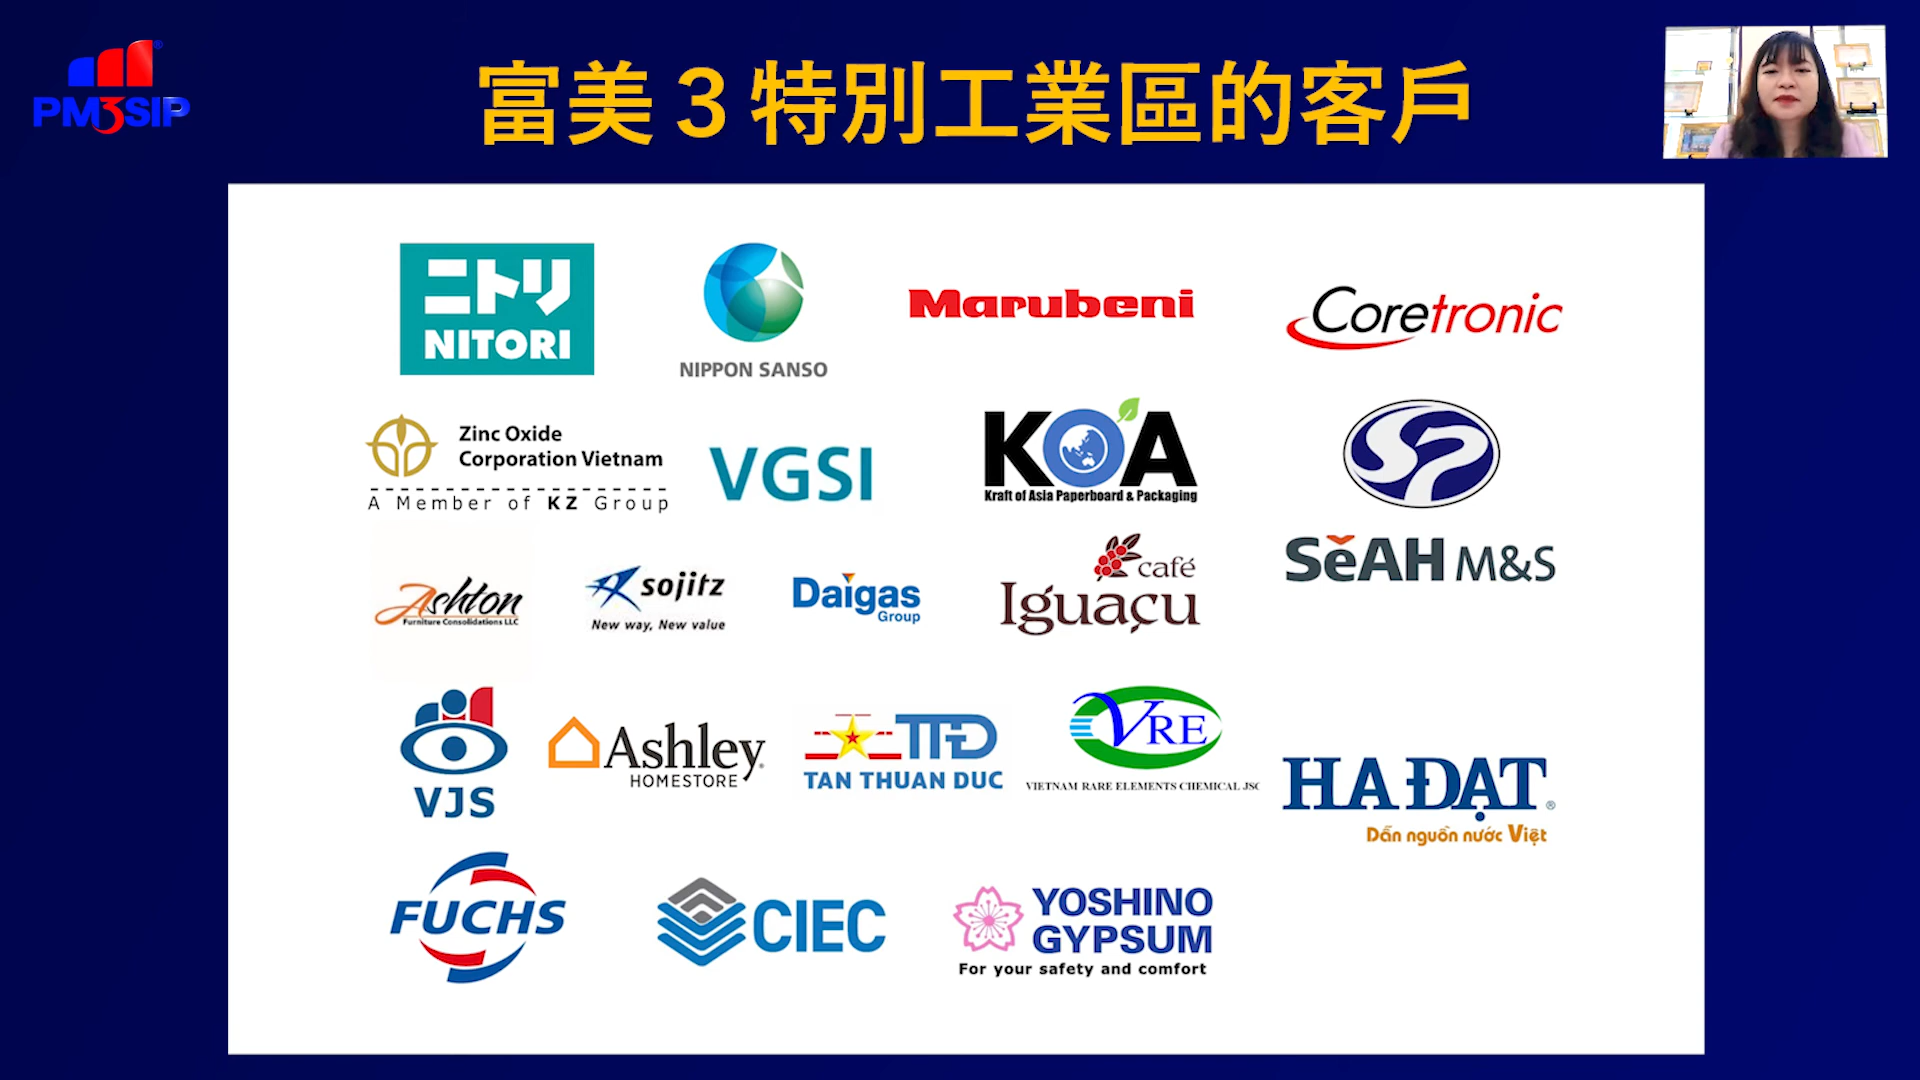 PM3SIP
富美 3 特別工業區的客戶
ニトリ
NITORI
NIPPON SANSO
Marubeni
Coretronic
Zinc Oxide
Corporation Vietnam
A Member of KZ Group
VGSI
KOA
Kraft of Asia Paperboard & Packaging
SP
Ashton
Furniture Consolidations LLC
sojitz
New way, New value
Daigas
Group
café
Iguaçu
SeAH M&S
VJS
Ashley
HOMESTORE
TTD
TAN THUAN DUC
VRE
VIETNAM RARE ELEMENTS CHEMICAL JSC
HA ĐẠT
Dẫn nguồn nước Việt
FUCHS
CIEC
YOSHINO
GYPSUM
For your safety and comfort